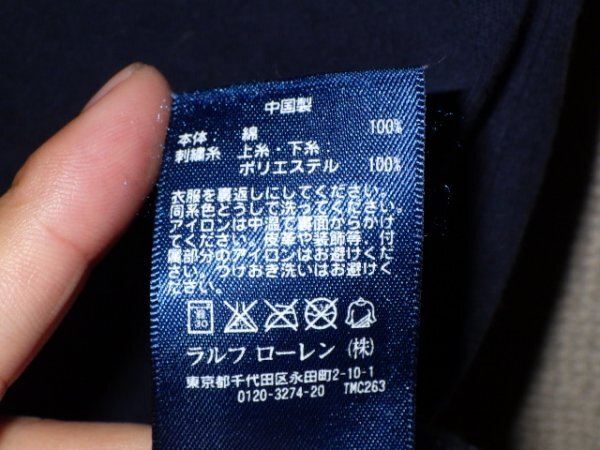 中国製
本体： 綿 100%
刺繍糸 上糸・下糸：
ポリエステル 100%
衣服を裏返しにしてください。
同系色どうしで洗ってください。
アイロンは中温で裏面からかけ
てください。皮革や装飾等、付
属部分のアイロンはお避けくだ
さい。つけおき洗いはお避けく
ださい。
30
ラルフ ローレン (株)
東京都千代田区永田町2-10-1
0120-3274-20 TMC263